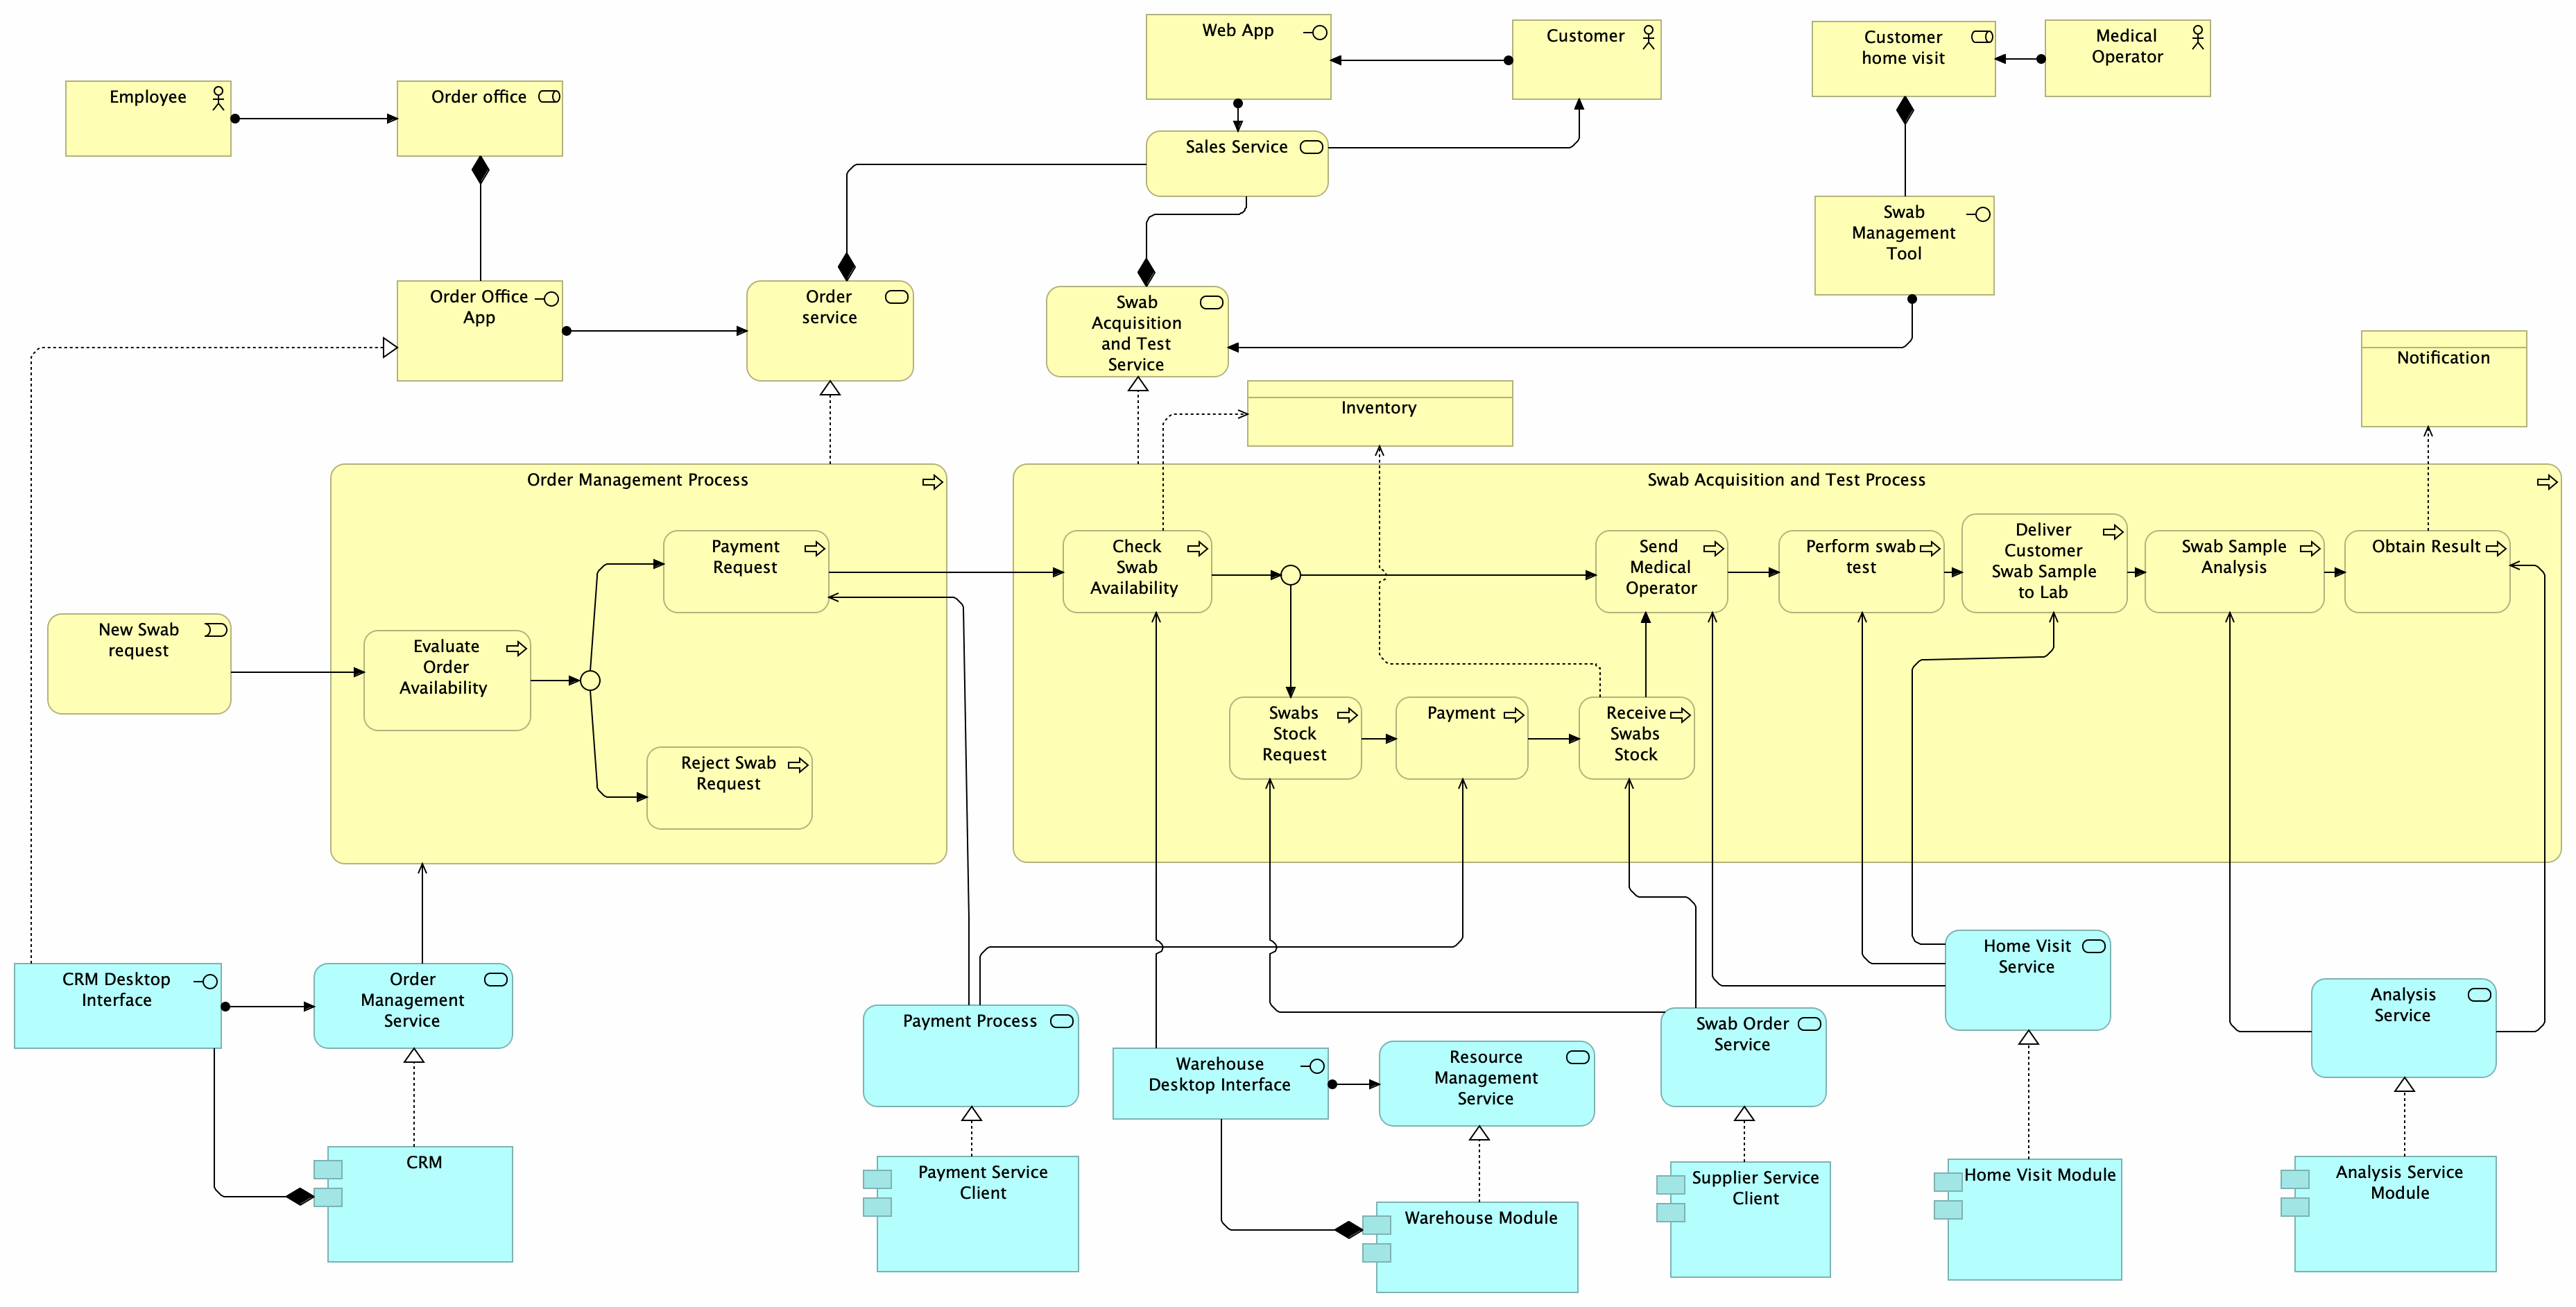 Web App
Customer
Customer
home visit
Medical
Operator
Employee
Order office
Sales Service
Swab
Management
Tool
Order Office
App
Order
service
Swab
Acquisition
and Test
Service
Notification
Inventory
Order Management Process
Swab Acquisition and Test Process
Payment
Request
Check
Swab
Availability
Send
Medical
Operator
Perform swab
test
Deliver
Customer
Swab Sample
to Lab
Swab Sample
Analysis
Obtain Result
New Swab
request
Evaluate
Order
Availability
Swabs
Stock
Request
Payment
Receive
Swabs
Stock
Reject Swab
Request
CRM Desktop
Interface
Order
Management
Service
Payment Process
Warehouse
Desktop Interface
Resource
Management
Service
Swab Order
Service
Home Visit
Service
Analysis
Service
CRM
Payment Service
Client
Warehouse Module
Supplier Service
Client
Home Visit Module
Analysis Service
Module